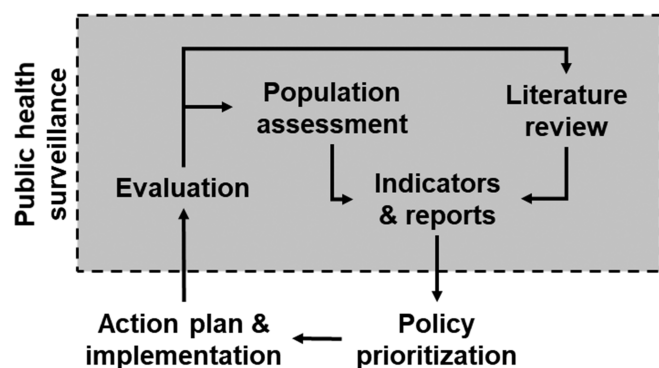 Public health
surveillance
Population
assessment
Literature
review
Evaluation
Indicators
& reports
Action plan &
implementation
Policy
prioritization